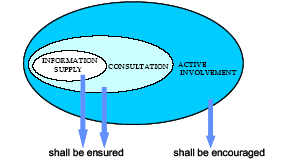 INFORMATION
SUPPLY
CONSULTATION
ACTIVE
INVOLVEMENT
shall be ensured
shall be encouraged